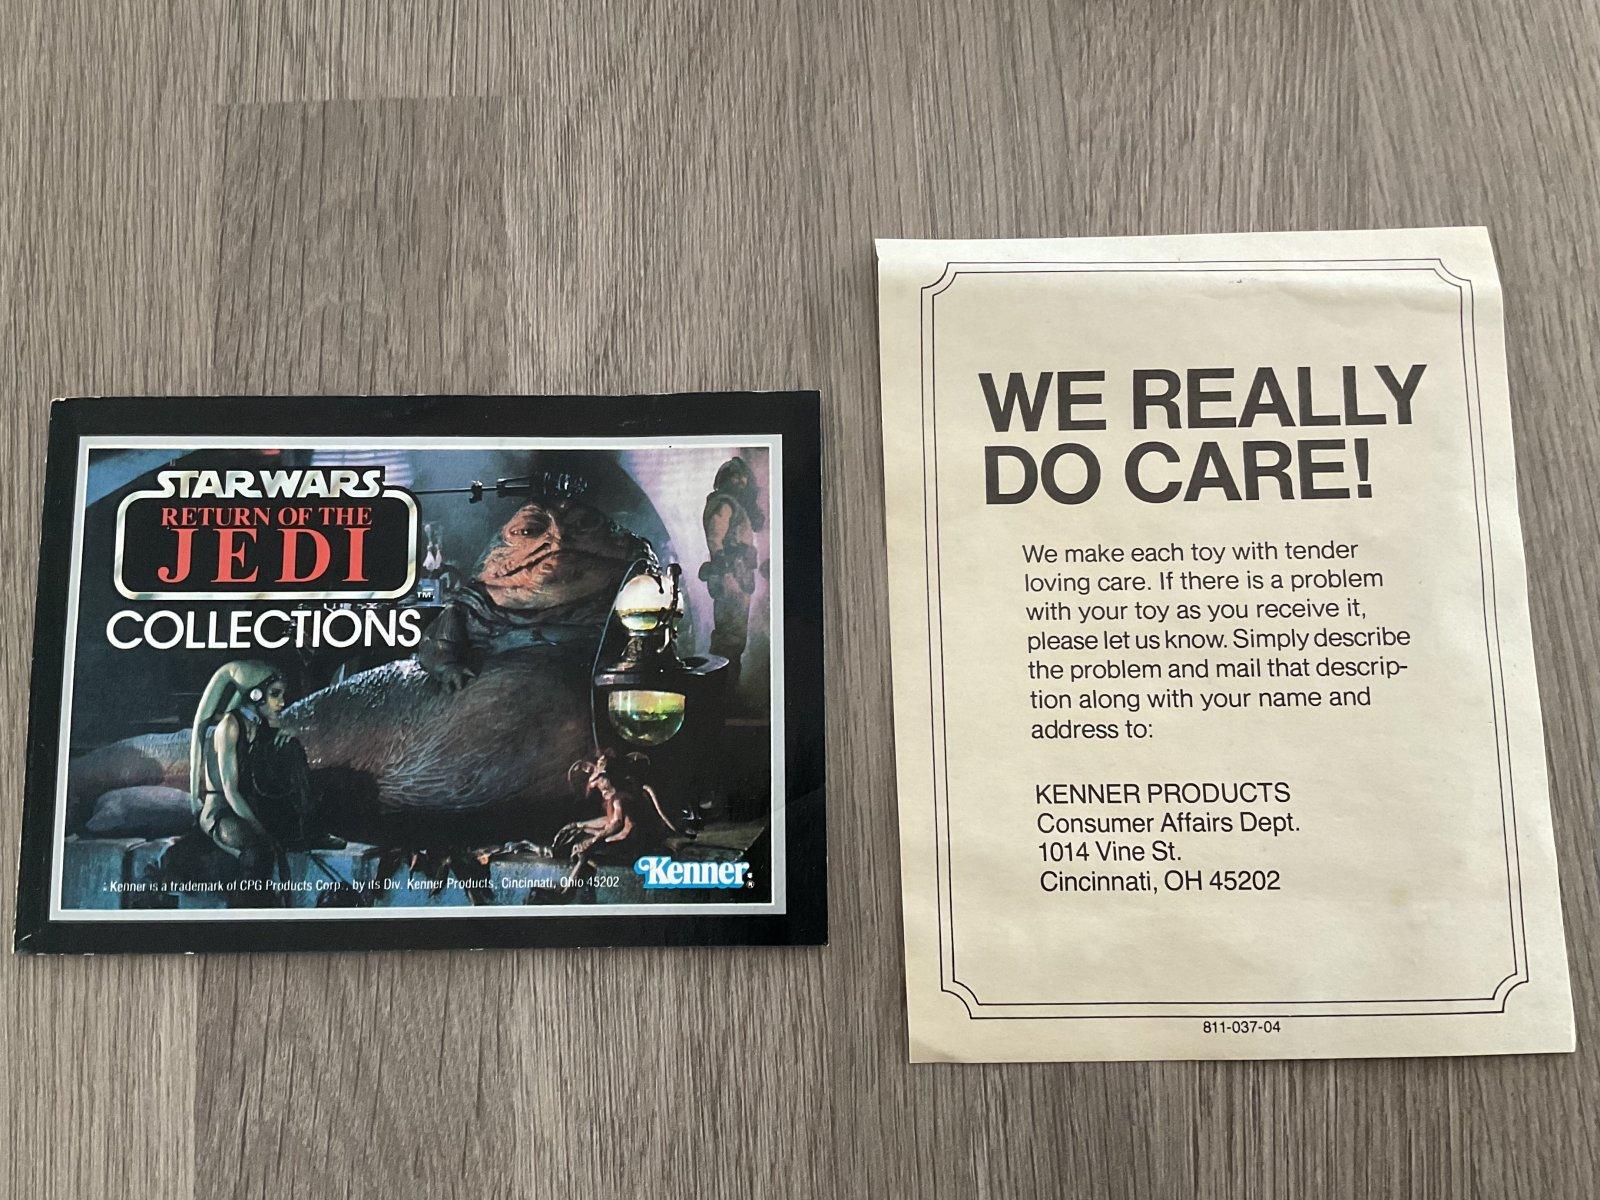 STAR WARS
RETURN OF THE
JEDI
TM
COLLECTIONS
Kenner is a trademark of CPG Products Corp., by its Div. Kenner Products, Cincinnati, Ohio 45202
Kenner
WE REALLY
DO CARE!
We make each toy with tender
loving care. If there is a problem
with your toy as you receive it,
please let us know. Simply describe
the problem and mail that descrip-
tion along with your name and
address to:
KENNER PRODUCTS
Consumer Affairs Dept.
1014 Vine St.
Cincinnati, OH 45202
811-037-04